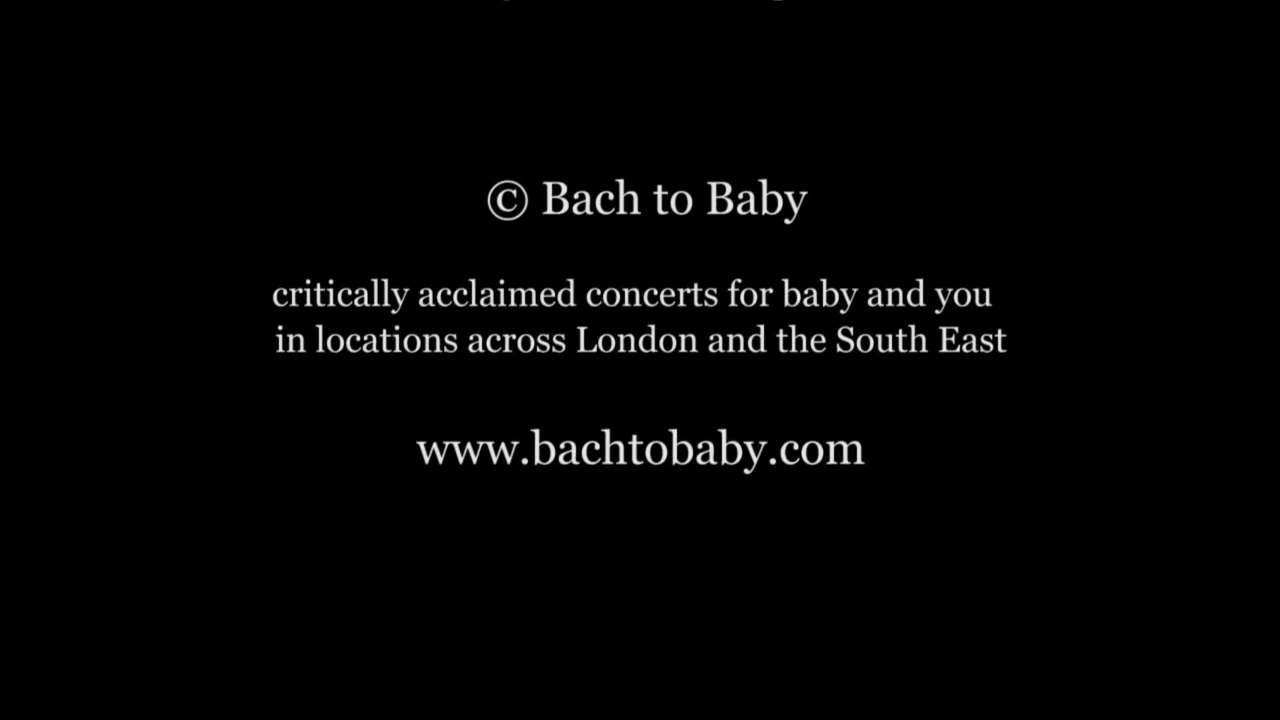 © Bach to Baby
critically acclaimed concerts for baby and you
in locations across London and the South East
www.bachtobaby.com